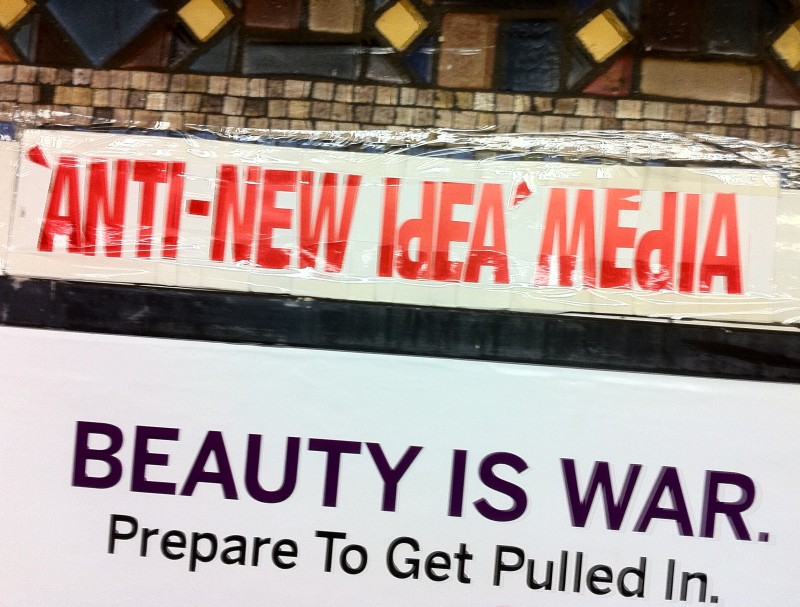 'ANTI-NEW IdEA' MEdIA
BEAUTY IS WAR.
Prepare To Get Pulled In.